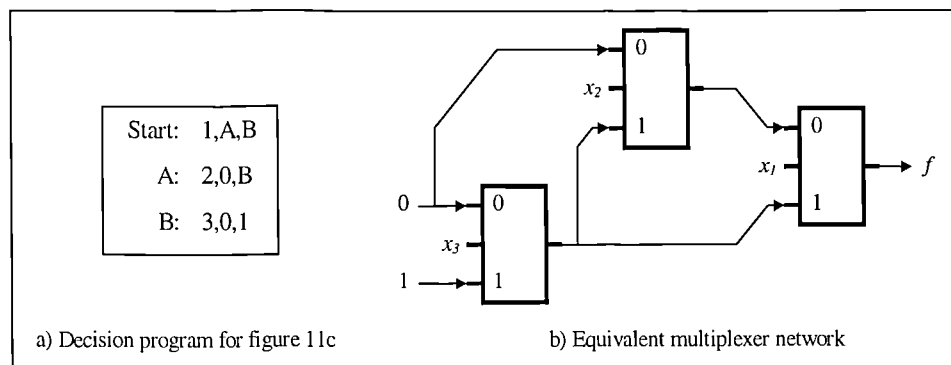 Start: 1,A,B
A: 2,0,B
B: 3,0,1
a) Decision program for figure 11c
0
x2
1
0
x1
1
f
0
0
x3
1
1
b) Equivalent multiplexer network